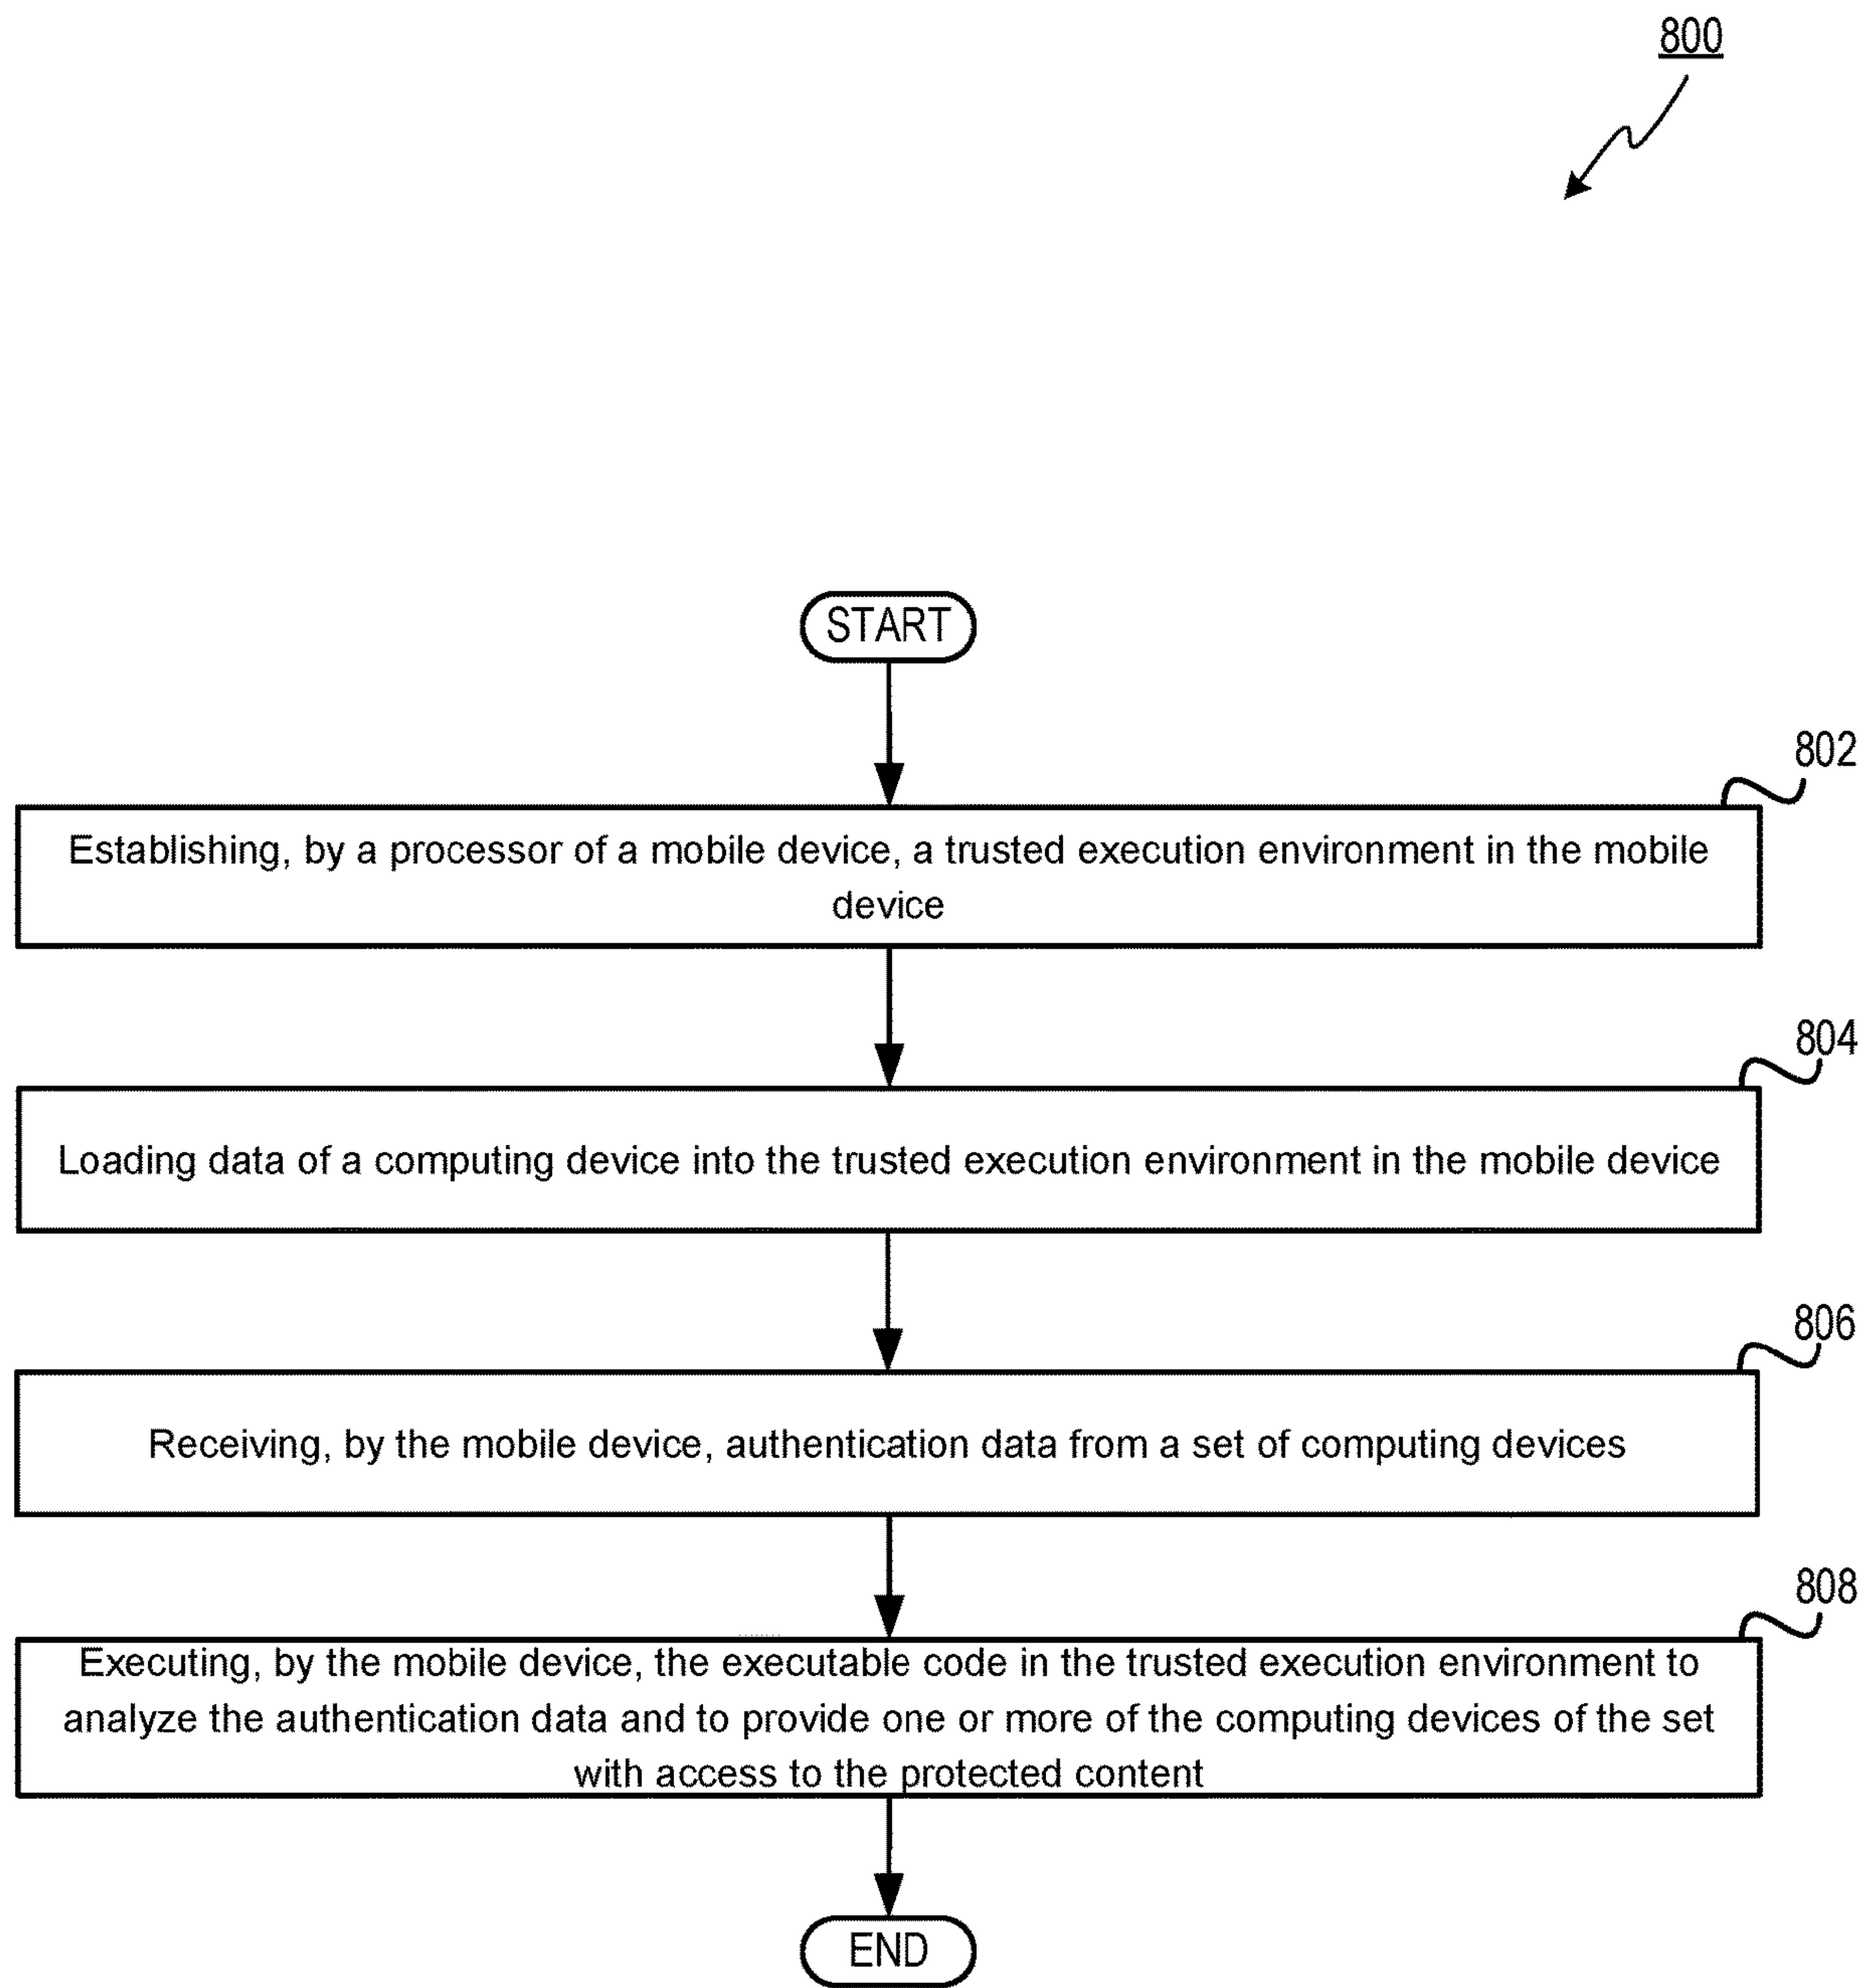 800
START
802
Establishing, by a processor of a mobile device, a trusted execution environment in the mobile
device
804
Loading data of a computing device into the trusted execution environment in the mobile device
806
Receiving, by the mobile device, authentication data from a set of computing devices
808
Executing, by the mobile device, the executable code in the trusted execution environment to
analyze the authentication data and to provide one or more of the computing devices of the set
with access to the protected content
END